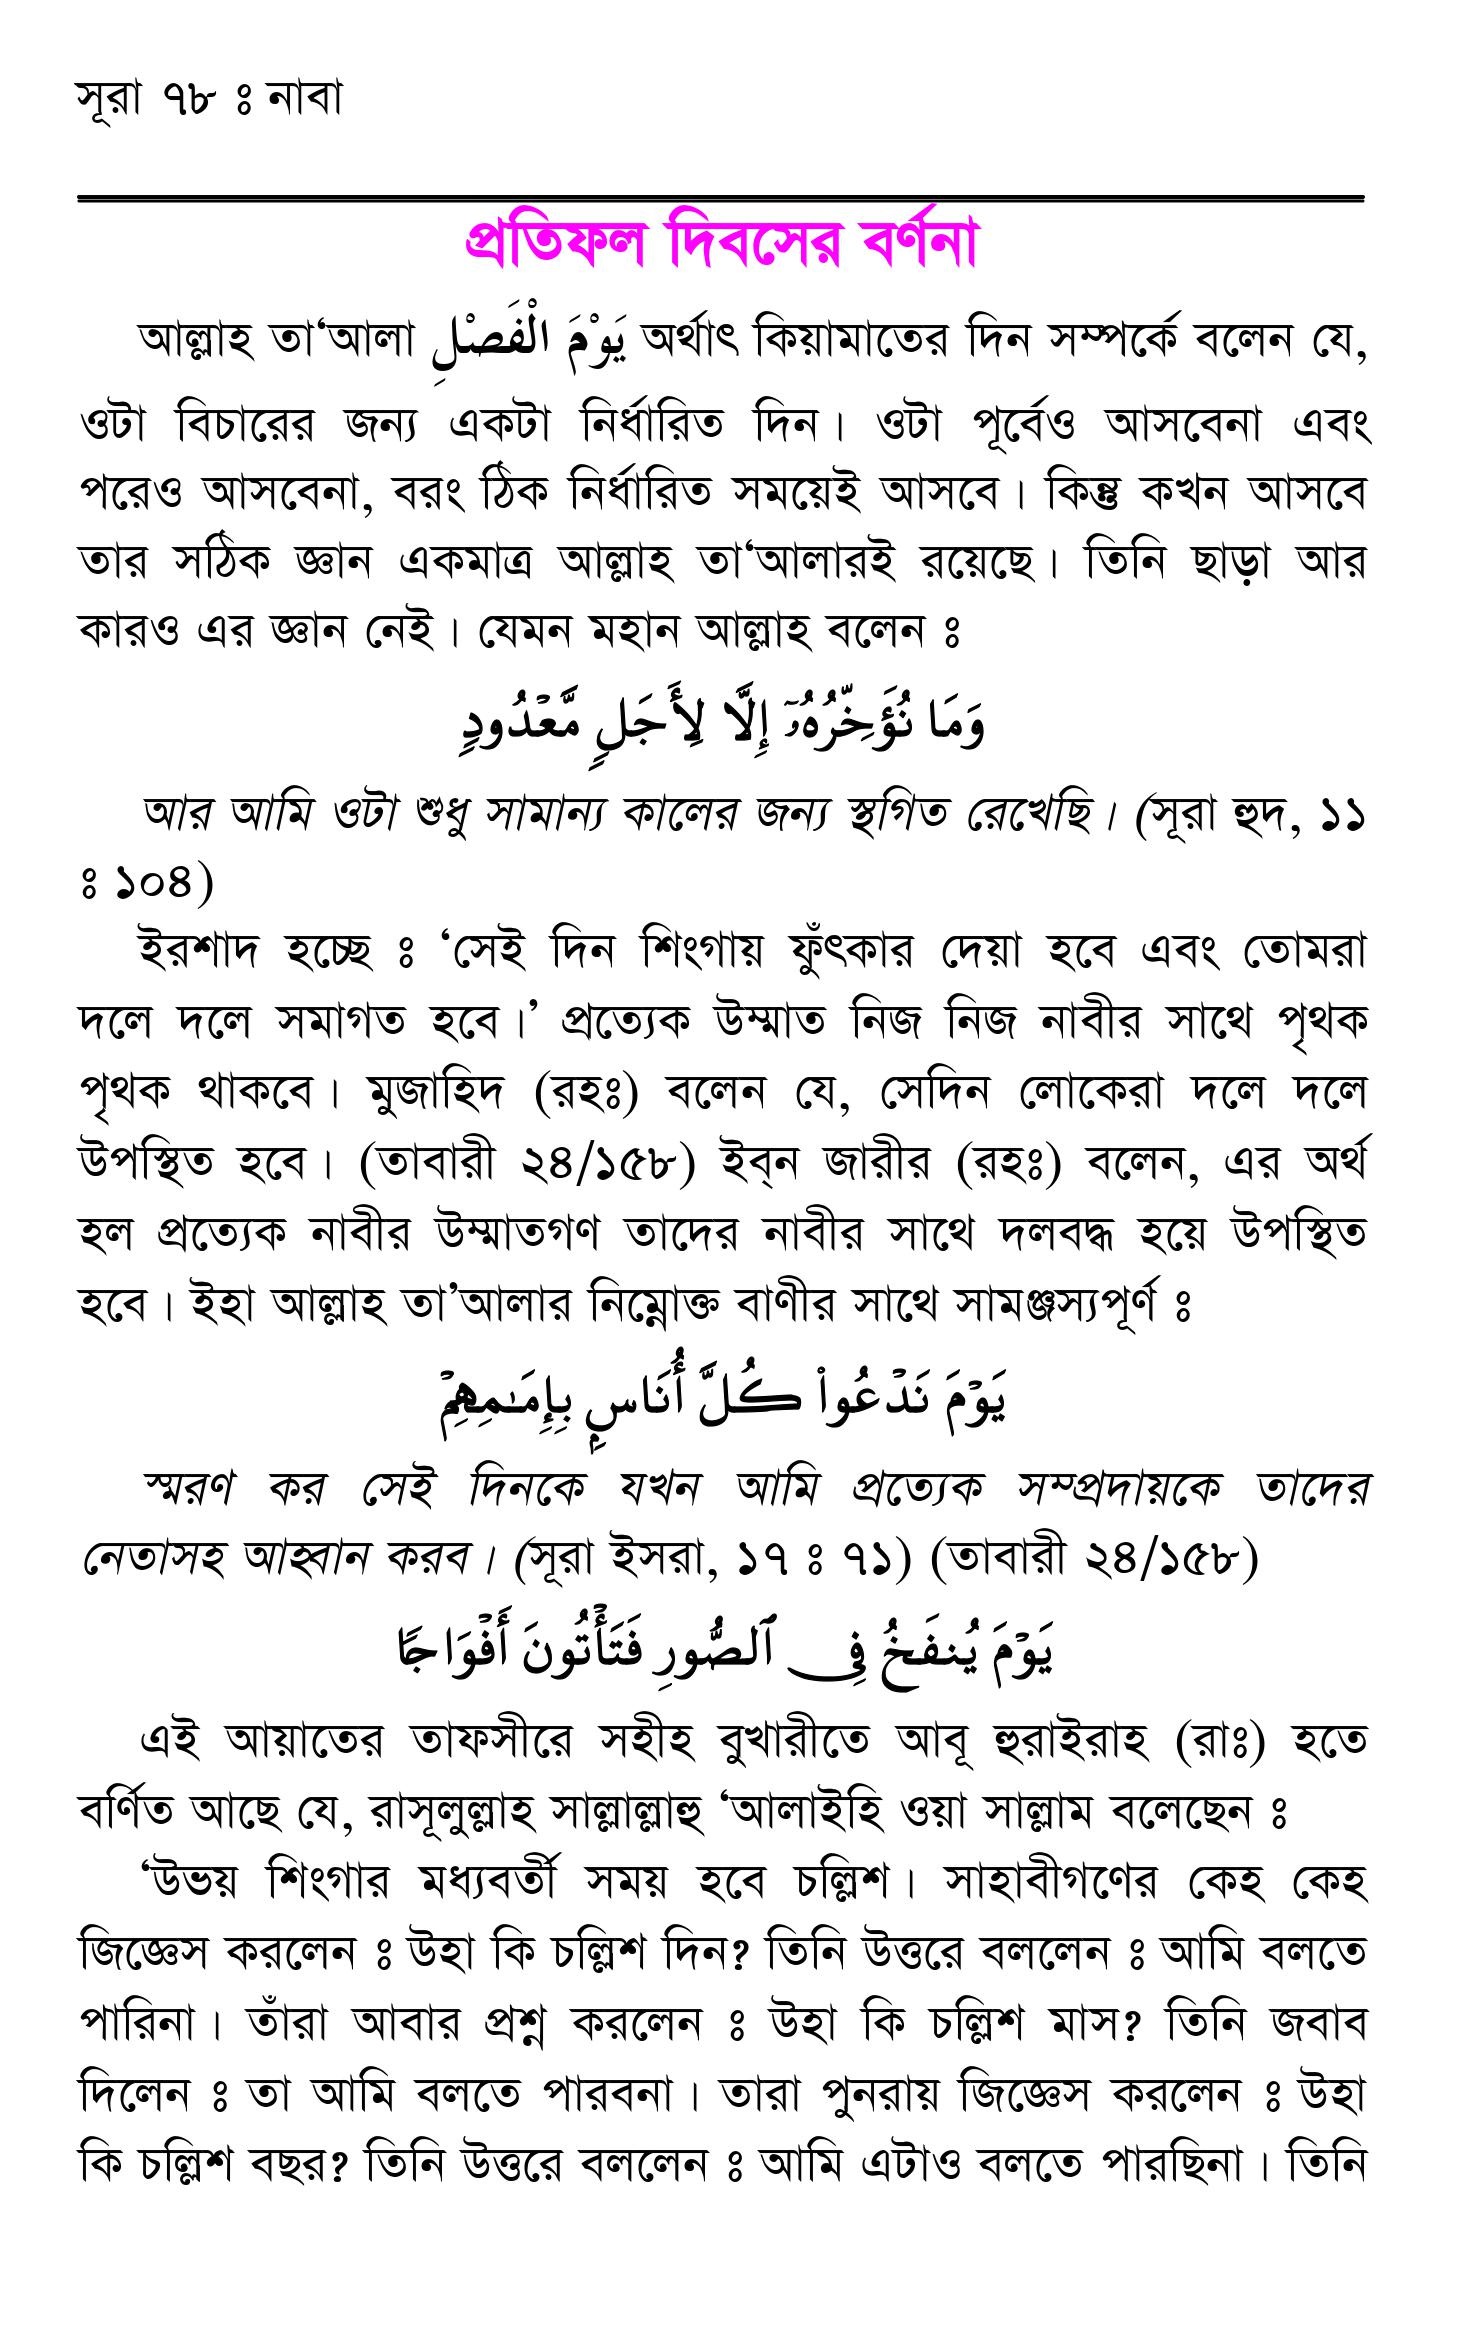 সূরা ৭৮ ঃ নাবা
প্রতিফল দিবসের বর্ণনা
আল্লাহ তা‘আলা يَوْمَ الْفَصْلِ অর্থাৎ কিয়ামাতের দিন সম্পর্কে বলেন যে,
ওটা বিচারের জন্য একটা নির্ধারিত দিন। ওটা পূর্বেও আসবেনা এবং
পরেও আসবেনা, বরং ঠিক নির্ধারিত সময়েই আসবে। কিন্তু কখন আসবে
তার সঠিক জ্ঞান একমাত্র আল্লাহ তা‘আলারই রয়েছে। তিনি ছাড়া আর
কারও এর জ্ঞান নেই। যেমন মহান আল্লাহ বলেন ঃ
وَمَا نُؤَخِّرُهُۥٓ إِلَّا لِأَجَلٍ مَّعْدُودٍ
আর আমি ওটা শুধু সামান্য কালের জন্য স্থগিত রেখেছি। (সূরা হুদ, ১১
ঃ ১০৪)
ইরশাদ হচ্ছে ঃ ‘সেই দিন শিংগায় ফুঁৎকার দেয়া হবে এবং তোমরা
দলে দলে সমাগত হবে।’ প্রত্যেক উম্মাত নিজ নিজ নাবীর সাথে পৃথক
পৃথক থাকবে। মুজাহিদ (রহঃ) বলেন যে, সেদিন লোকেরা দলে দলে
উপস্থিত হবে। (তাবারী ২৪/১৫৮) ইব্‌ন জারীর (রহঃ) বলেন, এর অর্থ
হল প্রত্যেক নাবীর উম্মাতগণ তাদের নাবীর সাথে দলবদ্ধ হয়ে উপস্থিত
হবে। ইহা আল্লাহ তা’আলার নিম্নোক্ত বাণীর সাথে সামঞ্জস্যপূর্ণ ঃ
يَوْمَ نَدْعُوا۟ كُلَّ أُنَاسٍۭ بِإِمَـٰمِهِمْ
স্মরণ কর সেই দিনকে যখন আমি প্রত্যেক সম্প্রদায়কে তাদের
নেতাসহ আহ্বান করব। (সূরা ইসরা, ১৭ ঃ ৭১) (তাবারী ২৪/১৫৮)
يَوْمَ يُنفَخُ فِى ٱلصُّورِ فَتَأْتُونَ أَفْوَاجًا
এই আয়াতের তাফসীরে সহীহ বুখারীতে আবূ হুরাইরাহ (রাঃ) হতে
বর্ণিত আছে যে, রাসূলুল্লাহ সাল্লাল্লাহু ‘আলাইহি ওয়া সাল্লাম বলেছেন ঃ
‘উভয় শিংগার মধ্যবর্তী সময় হবে চল্লিশ। সাহাবীগণের কেহ কেহ
জিজ্ঞেস করলেন ঃ উহা কি চল্লিশ দিন? তিনি উত্তরে বললেন ঃ আমি বলতে
পারিনা। তাঁরা আবার প্রশ্ন করলেন ঃ উহা কি চল্লিশ মাস? তিনি জবাব
দিলেন ঃ তা আমি বলতে পারবনা। তারা পুনরায় জিজ্ঞেস করলেন ঃ উহা
কি চল্লিশ বছর? তিনি উত্তরে বললেন ঃ আমি এটাও বলতে পারছিনা। তিনি